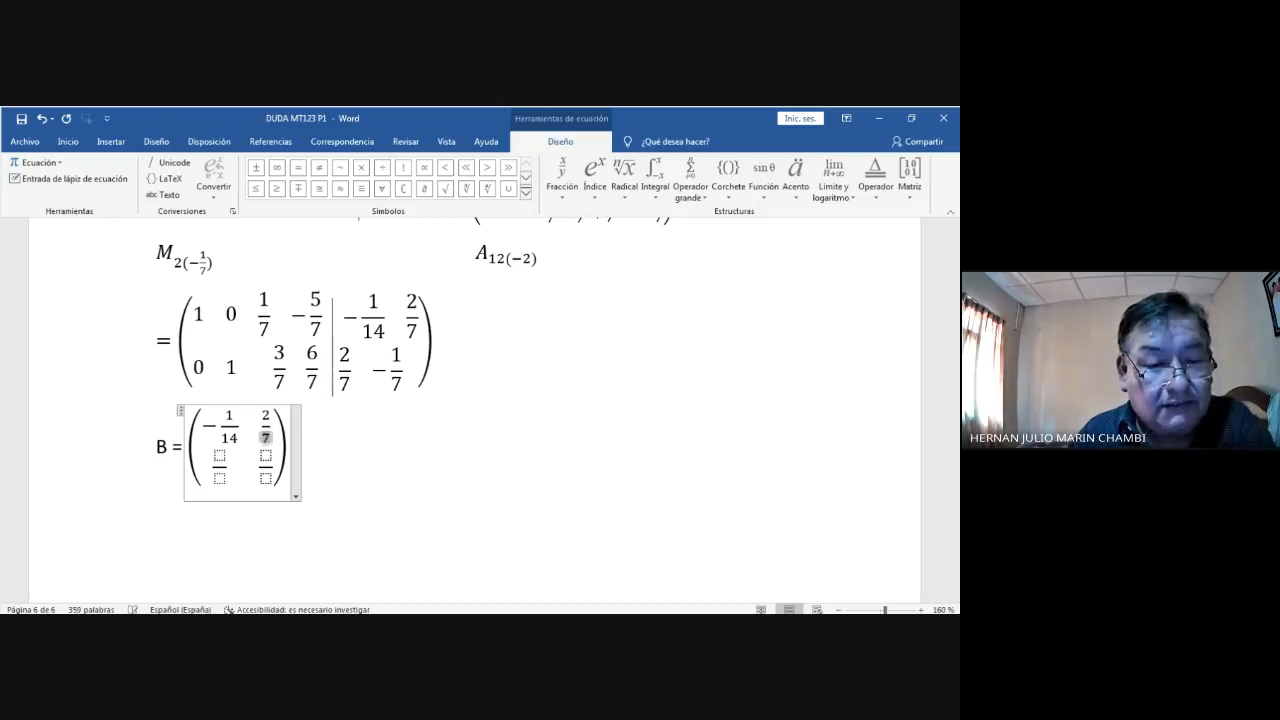 DUDA MT123 P1 - Word
Herramientas de ecuación
Inic. ses.
Archivo Inicio Insertar Diseño Disposición Referencias Correspondencia Revisar Vista Ayuda Diseño ¿Qué desea hacer? Compartir
π Ecuación
Entrada de lápiz de ecuación
Herramientas
/ Unicode
{} LaTeX
abc Texto
Convertir
Conversiones
± ∞ = ≠ ~ × ÷ ! ∝ < ≪ > ≫
≤ ≥ ∓ ≅ ≈ ≡ ∀ ∁ ∂ √ ∛ ∜ ∪
Símbolos
Fracción Índice Radical Integral Operador grande Corchete Función Acento Límite y logaritmo Operador Matriz
Estructuras
M 2(−1/7) A 12(−2)
= ( 1 0 1/7 −5/7 | −1/14 2/7
0 1 3/7 6/7 | 2/7 −1/7 )
B = ( −1/14 2/7 )
HERNAN JULIO MARIN CHAMBI
Página 6 de 6 359 palabras Español (España) Accesibilidad: es necesario investigar 160 %